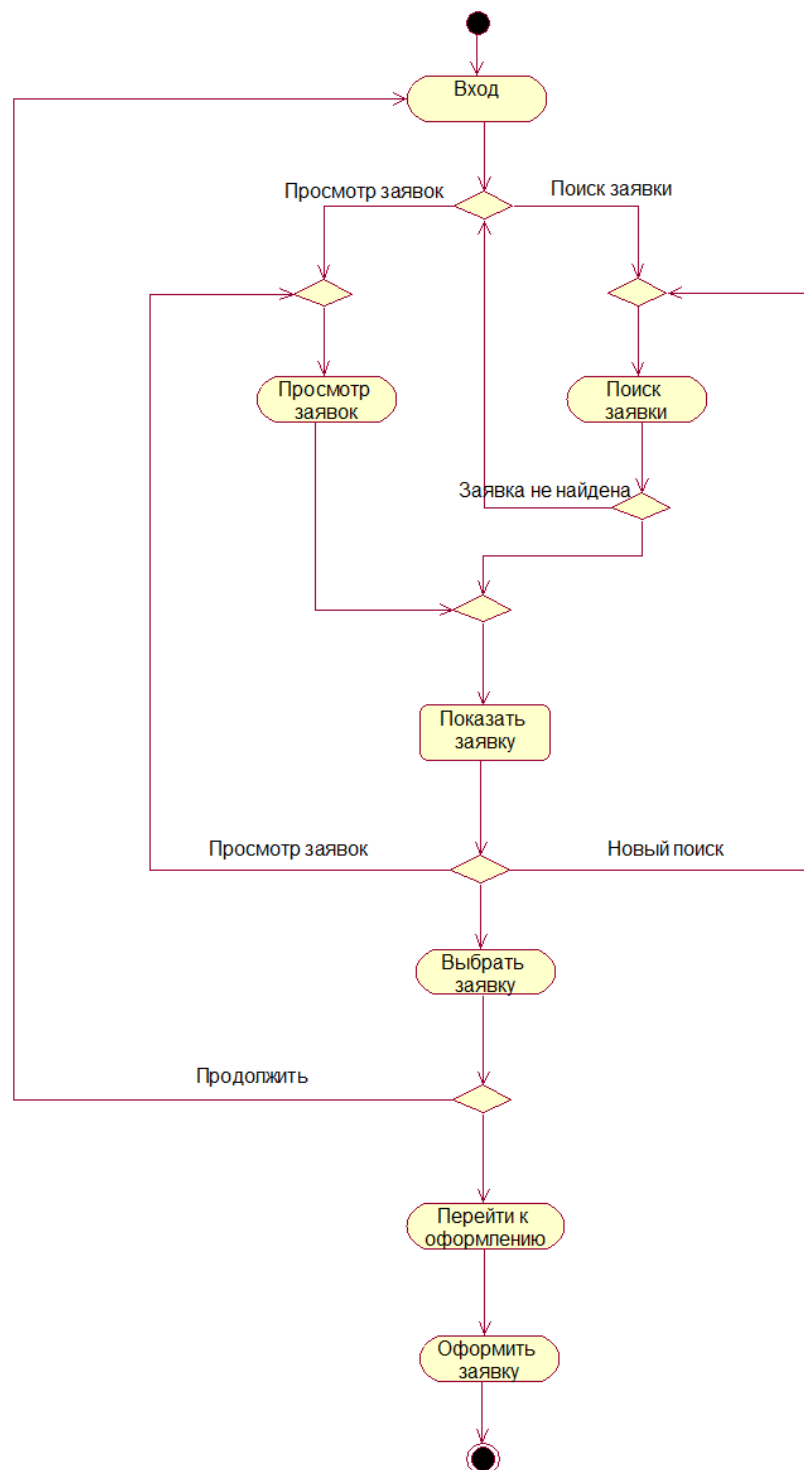 Вход
Просмотр заявок
Поиск заявки
Просмотр
заявок
Поиск
заявки
Заявка не найдена
Показать
заявку
Просмотр заявок
Новый поиск
Выбрать
заявку
Продолжить
Перейти к
оформлению
Оформить
заявку